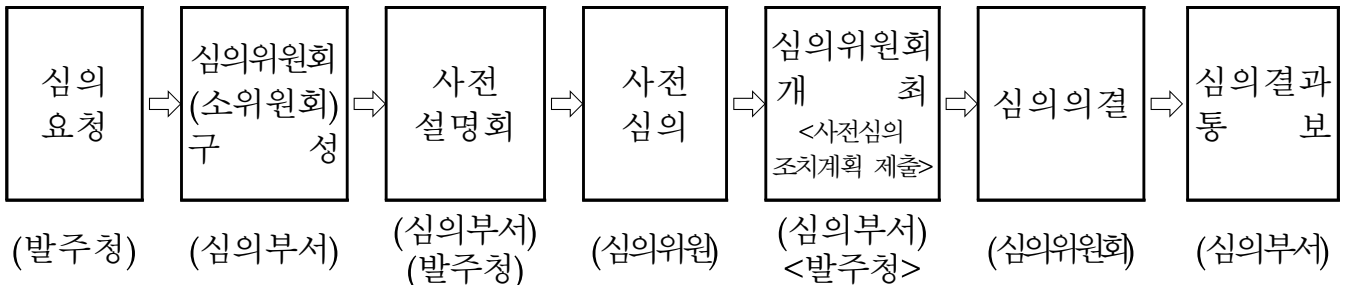 심의
요청
심의위원회
(소위원회)
구 성
사전
설명회
사전
심의
심의위원회
개 최
<사전심의
조치계획 제출>
심의의결
심의결과
통 보
(발주청)
(심의부서)
(심의부서)
(발주청)
(심의위원)
(심의부서)
<발주청>
(심의위원회)
(심의부서)